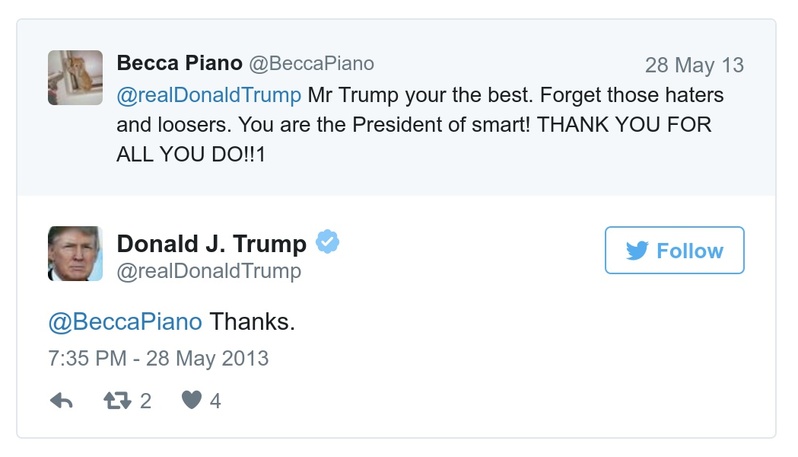 Becca Piano @BeccaPiano 28 May 13
@realDonaldTrump Mr Trump your the best. Forget those haters
and loosers. You are the President of smart! THANK YOU FOR
ALL YOU DO!!1
Donald J. Trump
@realDonaldTrump
Follow
@BeccaPiano Thanks.
7:35 PM - 28 May 2013
2 4